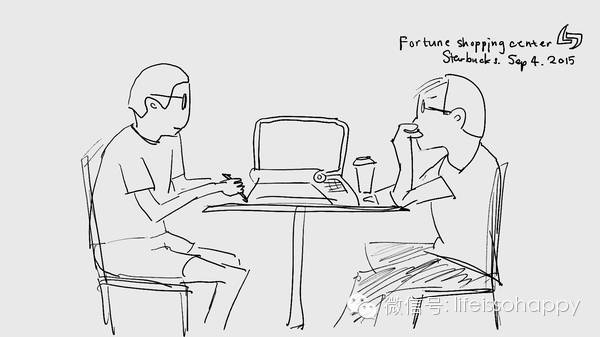 Fortune shopping center
Starbucks. Sep 4. 2015
微信号: lifeissohappy